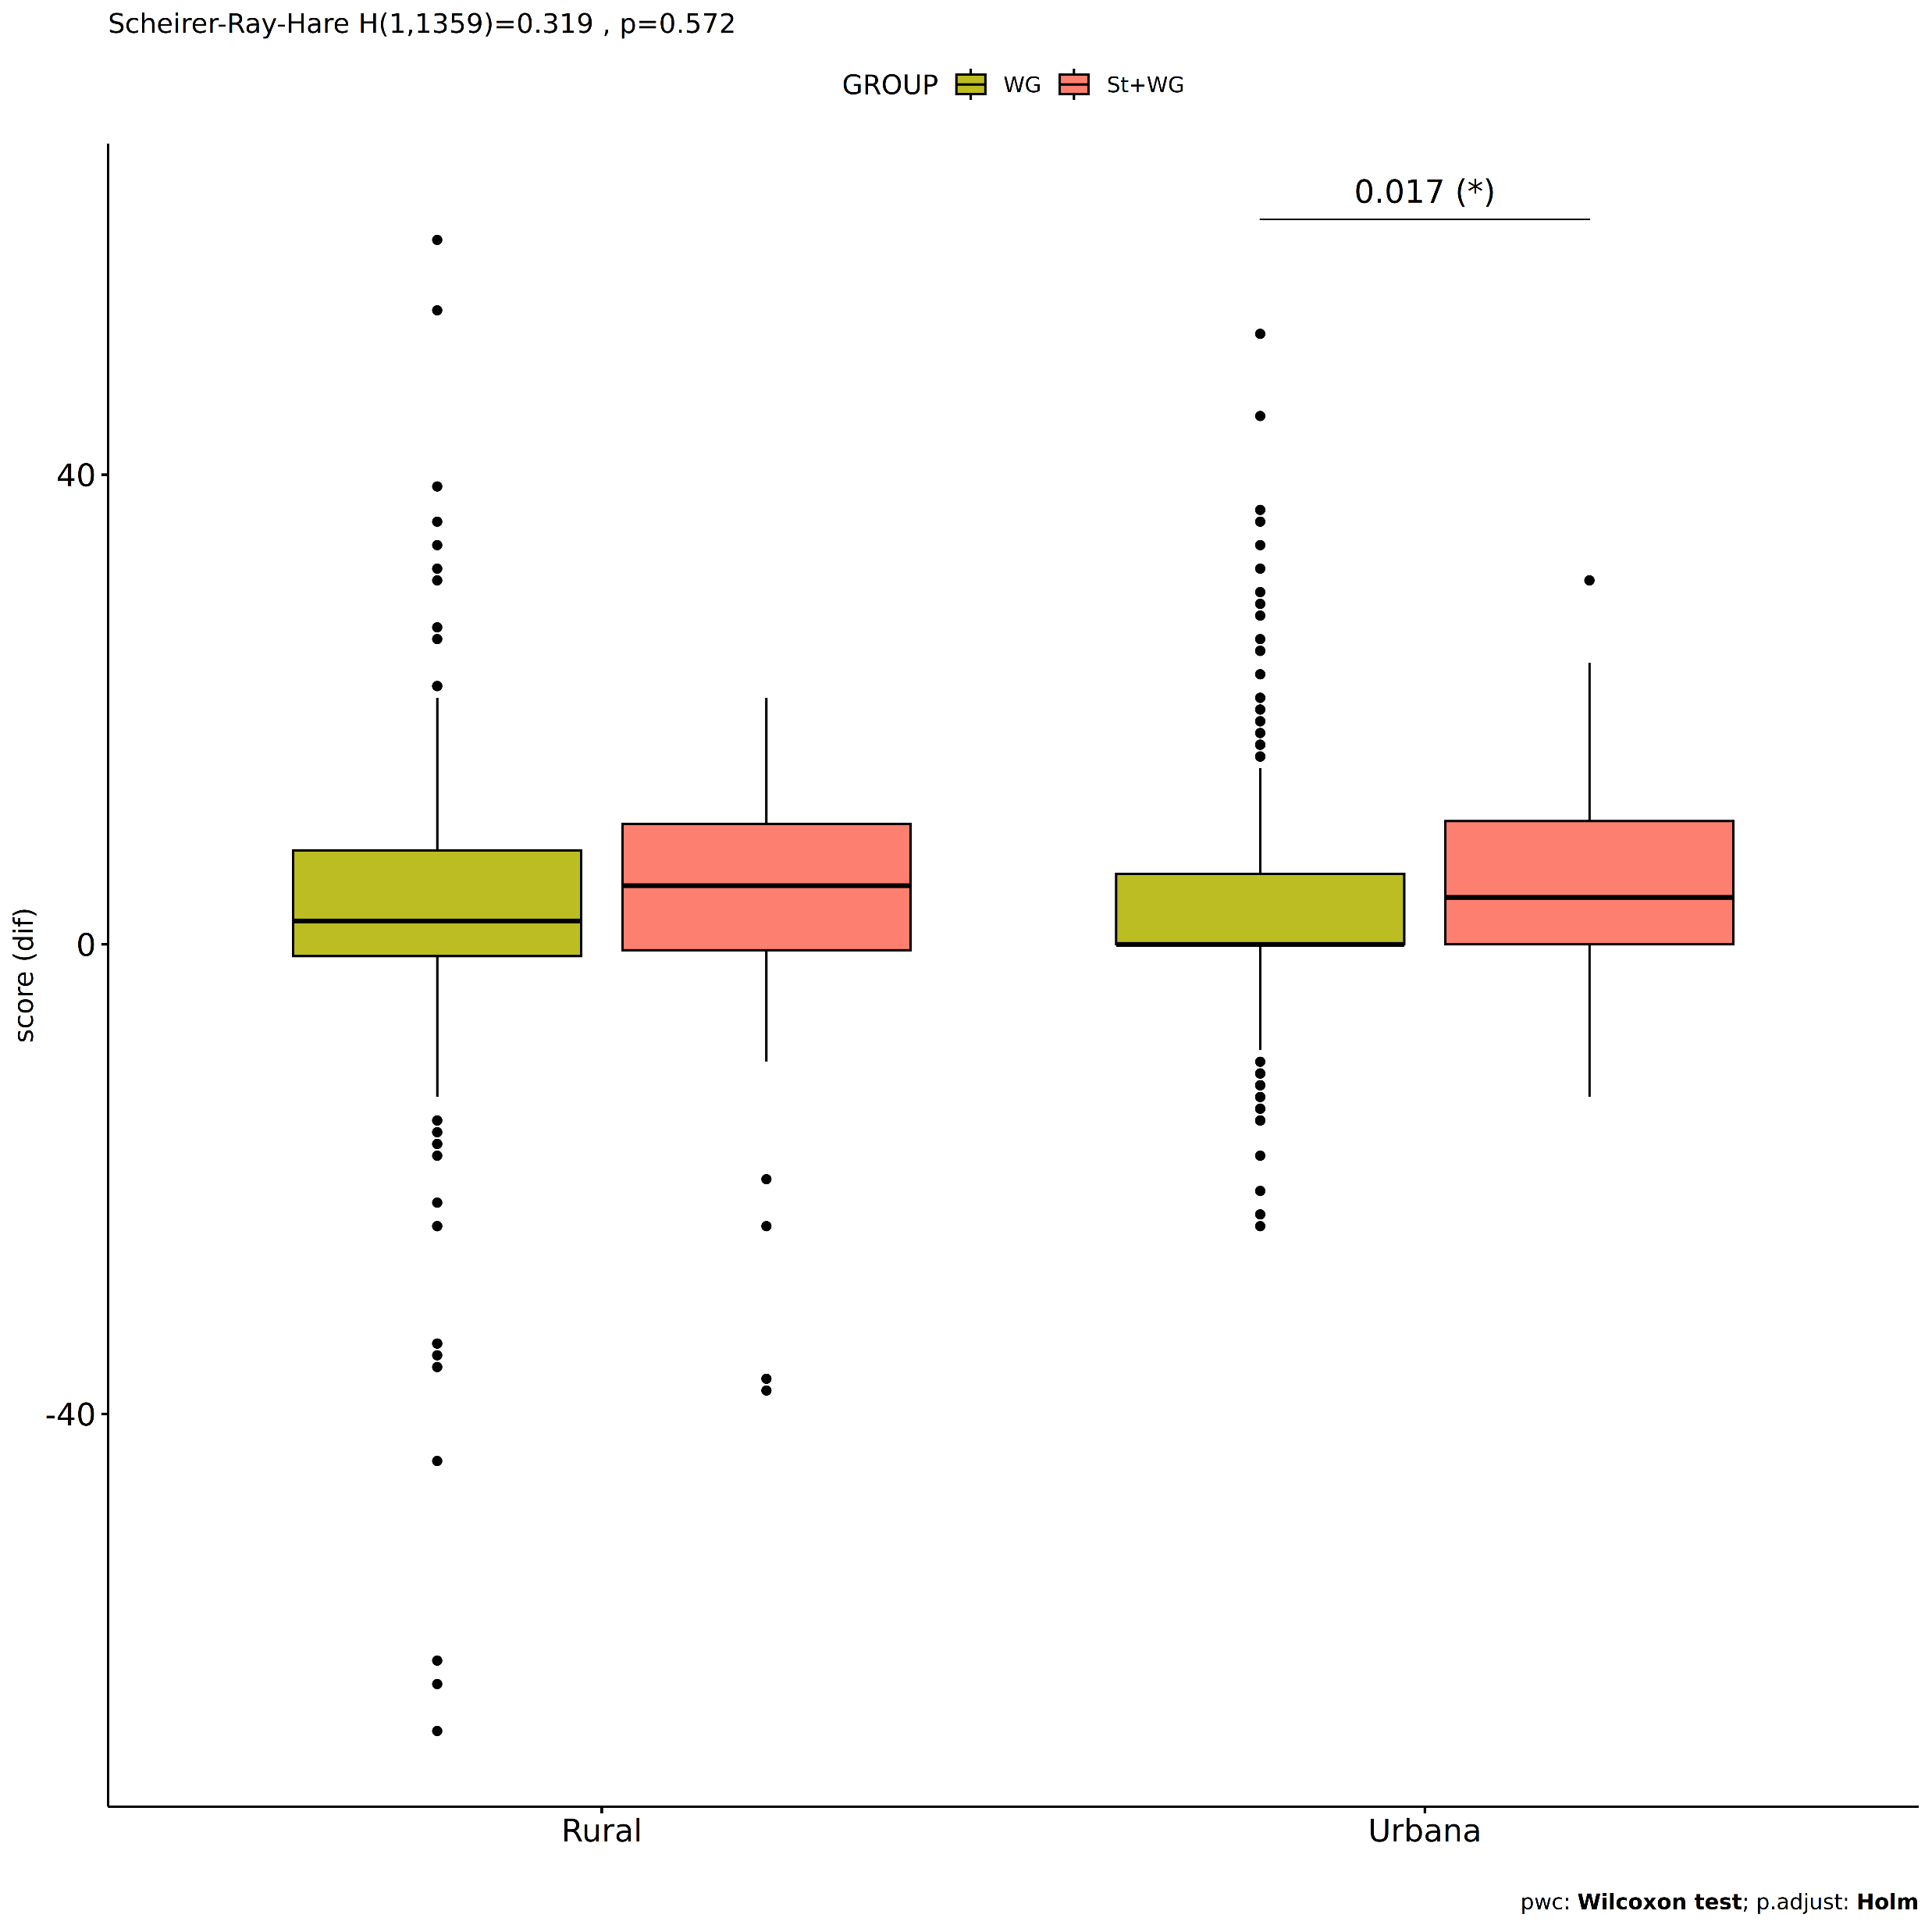 Scheirer-Ray-Hare H(1,1359)=0.319 , p=0.572
GROUP WG St+WG
0.017 (*)
40
0
-40
score (dif)
Rural Urbana
pwc: Wilcoxon test; p.adjust: Holm